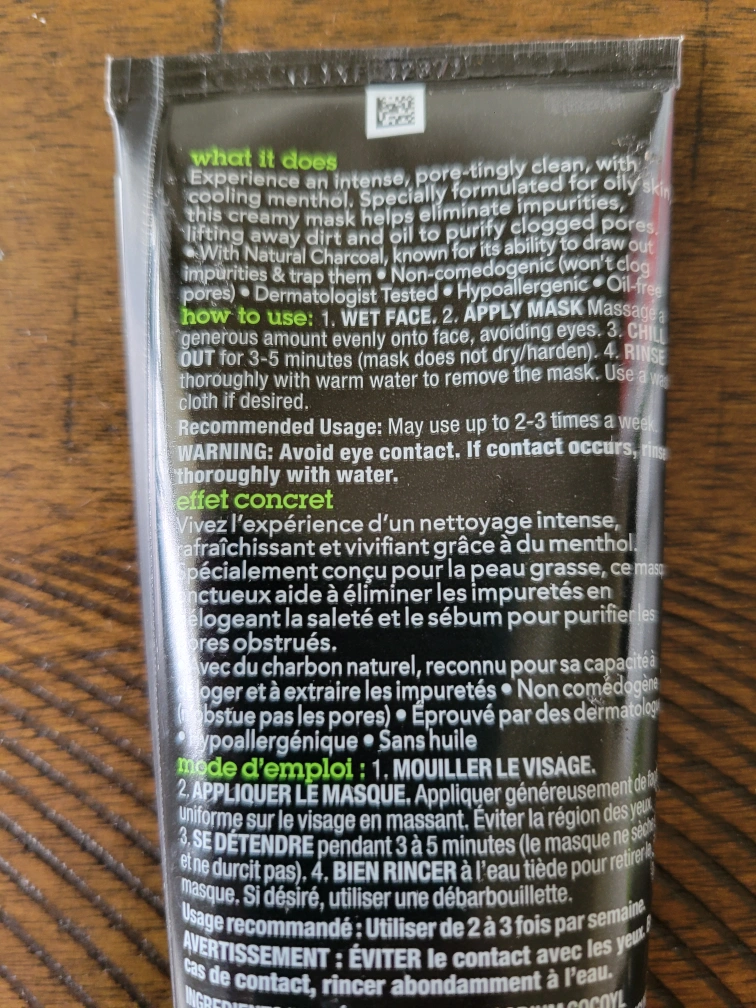 what it does
Experience an intense, pore-tingly clean, with
cooling menthol. Specially formulated for oily skin,
this creamy mask helps eliminate impurities,
lifting away dirt and oil to purify clogged pores.
• With Natural Charcoal, known for its ability to draw out
impurities & trap them • Non-comedogenic (won't clog
pores) • Dermatologist Tested • Hypoallergenic • Oil-free
how to use: 1. WET FACE. 2. APPLY MASK Massage a
generous amount evenly onto face, avoiding eyes. 3. CHILL
OUT for 3-5 minutes (mask does not dry/harden). 4. RINSE
thoroughly with warm water to remove the mask. Use a
cloth if desired.
Recommended Usage: May use up to 2-3 times a week.
WARNING: Avoid eye contact. If contact occurs, rinse
thoroughly with water.
effet concret
Vivez l'expérience d'un nettoyage intense,
rafraîchissant et vivifiant grâce à du menthol.
Spécialement conçu pour la peau grasse, ce
aide à éliminer les impuretés en
la saleté et le sébum pour purifier les
obstrués.
du charbon naturel, reconnu pour sa capacité à
et à extraire les impuretés • Non comédogène
pas les pores) • Éprouvé par des
• hypoallergénique • Sans huile
mode d'emploi : 1. MOUILLER LE VISAGE.
2. APPLIQUER LE MASQUE. Appliquer généreusement de
uniforme sur le visage en massant. Éviter la région des yeux.
3. SE DÉTENDRE pendant 3 à 5 minutes (le masque ne
et ne durcit pas). 4. BIEN RINCER à l'eau tiède pour retirer le
masque. Si désiré, utiliser une débarbouillette.
Usage recommandé : Utiliser de 2 à 3 fois par semaine.
AVERTISSEMENT : ÉVITER le contact avec les yeux.
cas de contact, rincer abondamment à l'eau.